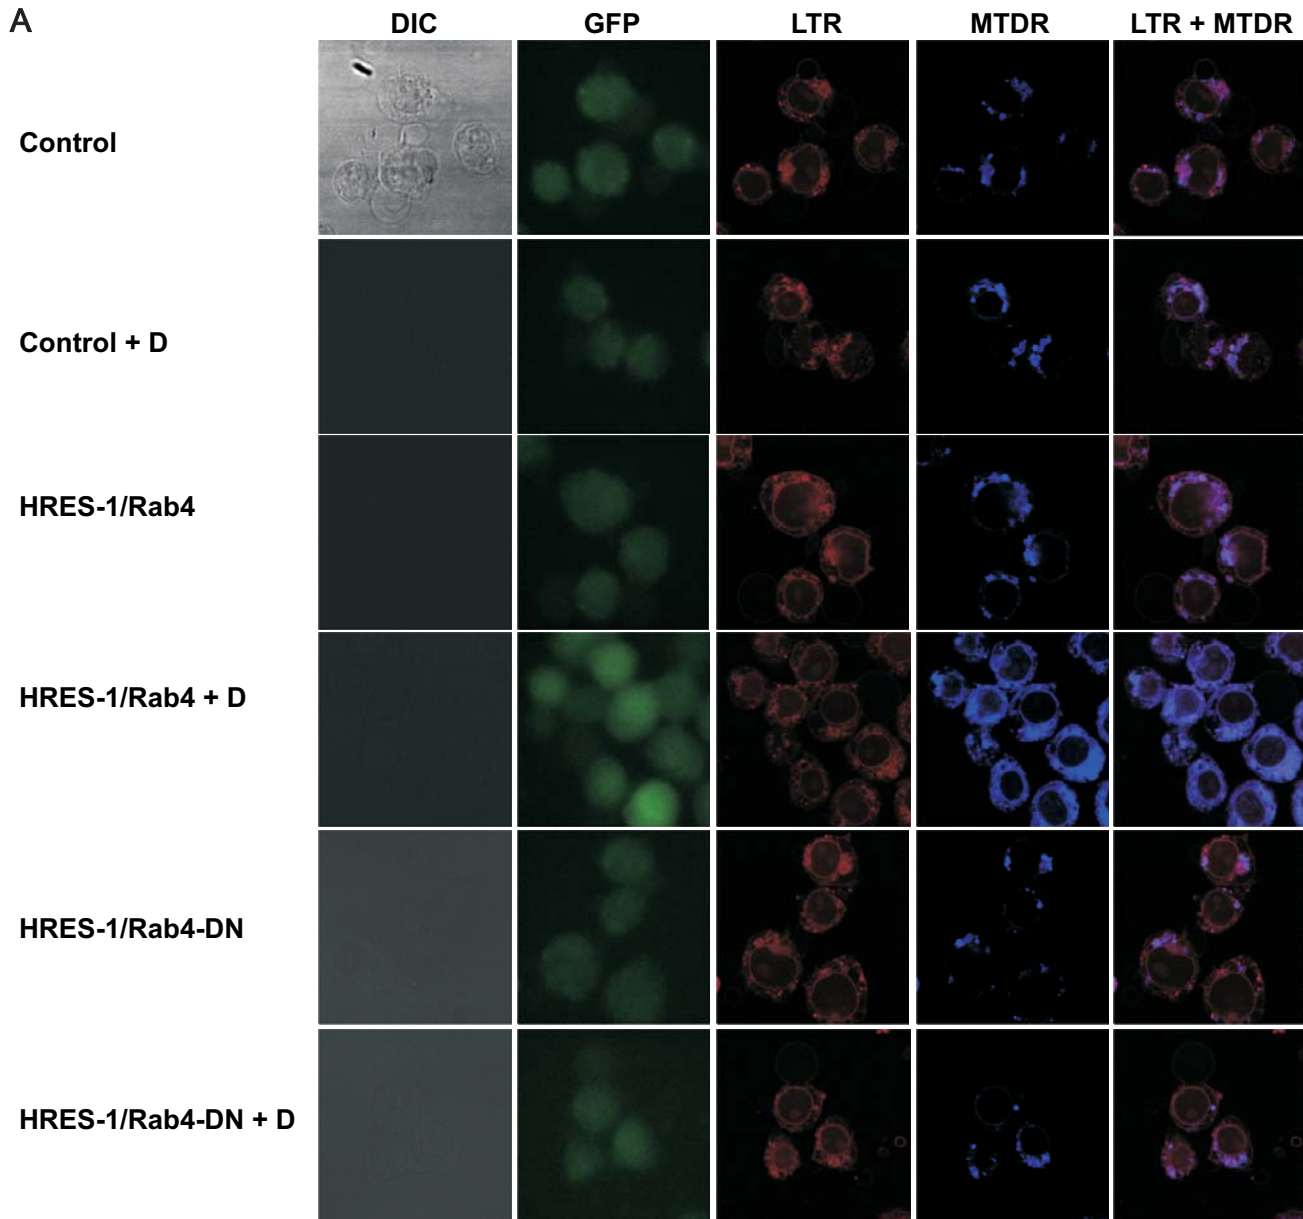 A
DIC GFP LTR MTDR LTR + MTDR
Control
Control + D
HRES-1/Rab4
HRES-1/Rab4 + D
HRES-1/Rab4-DN
HRES-1/Rab4-DN + D